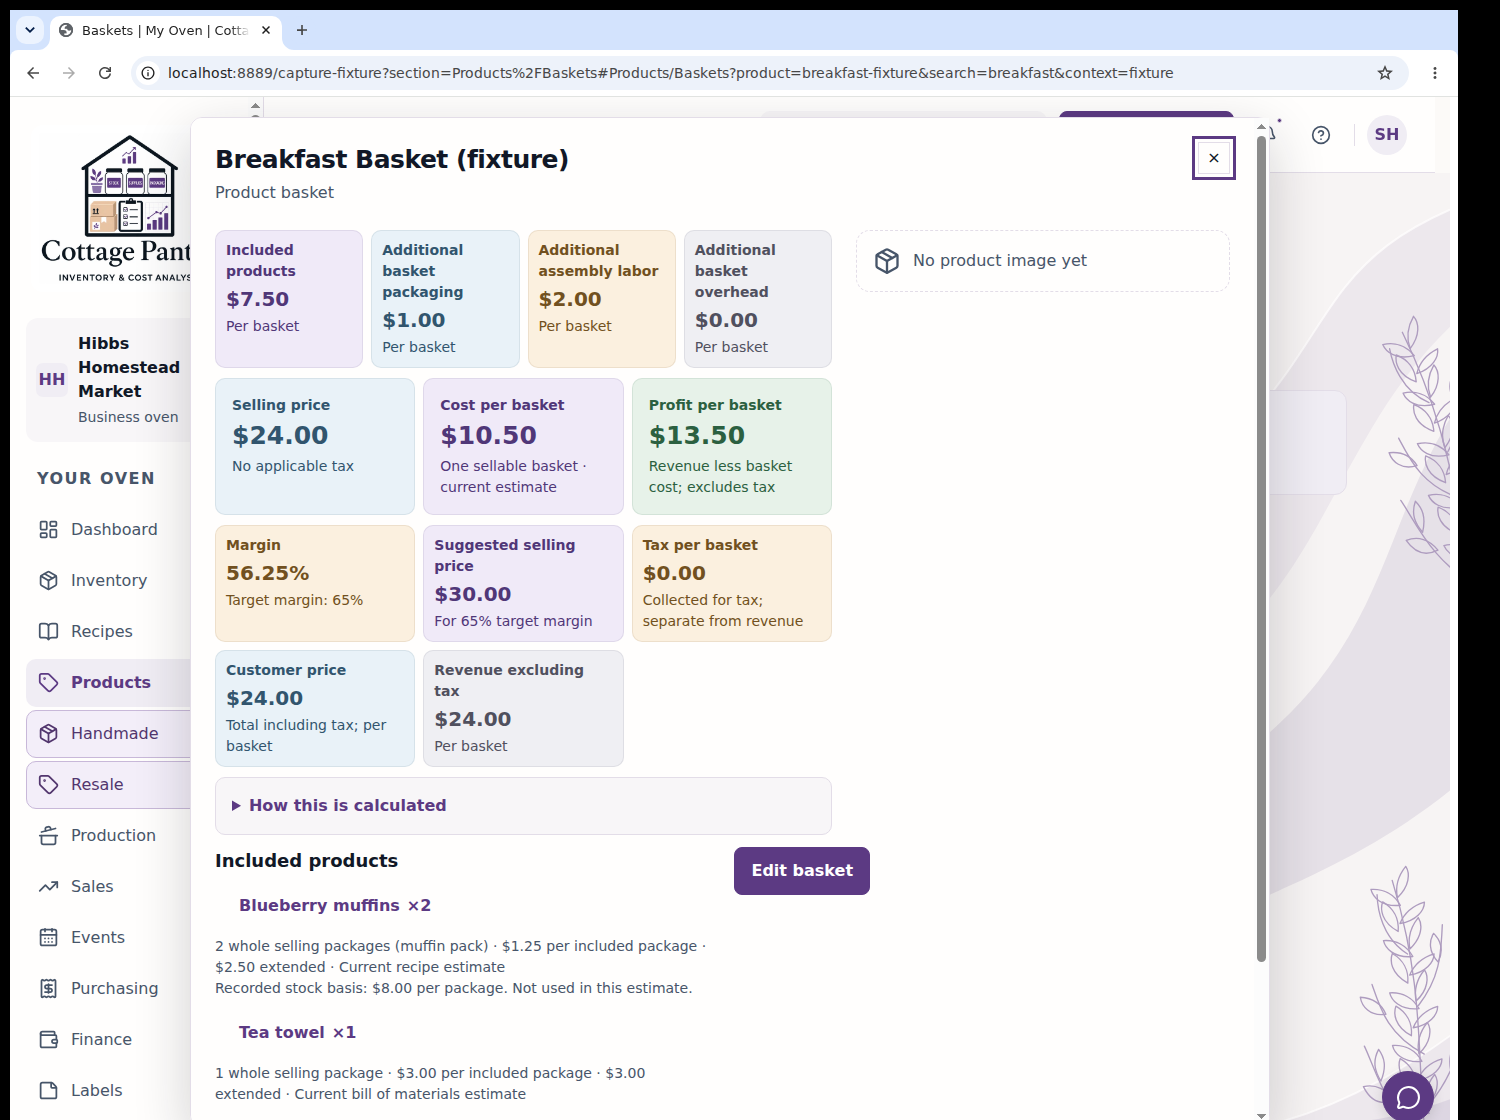 Baskets | My Oven | Cotta
localhost:8889/capture-fixture?section=Products%2FBaskets#Products/Baskets?product=breakfast-fixture&search=breakfast&context=fixture
SH
Cottage Pant
INVENTORY & COST ANALYS
HH
Hibbs
Homestead
Market
Business oven
YOUR OVEN
Dashboard
Inventory
Recipes
Products
Handmade
Resale
Production
Sales
Events
Purchasing
Finance
Labels
Breakfast Basket (fixture)
Product basket
Included
products
$7.50
Per basket
Additional
basket
packaging
$1.00
Per basket
Additional
assembly labor
$2.00
Per basket
Additional
basket
overhead
$0.00
Per basket
No product image yet
Selling price
$24.00
No applicable tax
Cost per basket
$10.50
One sellable basket ·
current estimate
Profit per basket
$13.50
Revenue less basket
cost; excludes tax
Margin
56.25%
Target margin: 65%
Suggested selling
price
$30.00
For 65% target margin
Tax per basket
$0.00
Collected for tax;
separate from revenue
Customer price
$24.00
Total including tax; per
basket
Revenue excluding
tax
$24.00
Per basket
How this is calculated
Included products
Edit basket
Blueberry muffins ×2
2 whole selling packages (muffin pack) · $1.25 per included package ·
$2.50 extended · Current recipe estimate
Recorded stock basis: $8.00 per package. Not used in this estimate.
Tea towel ×1
1 whole selling package · $3.00 per included package · $3.00
extended · Current bill of materials estimate